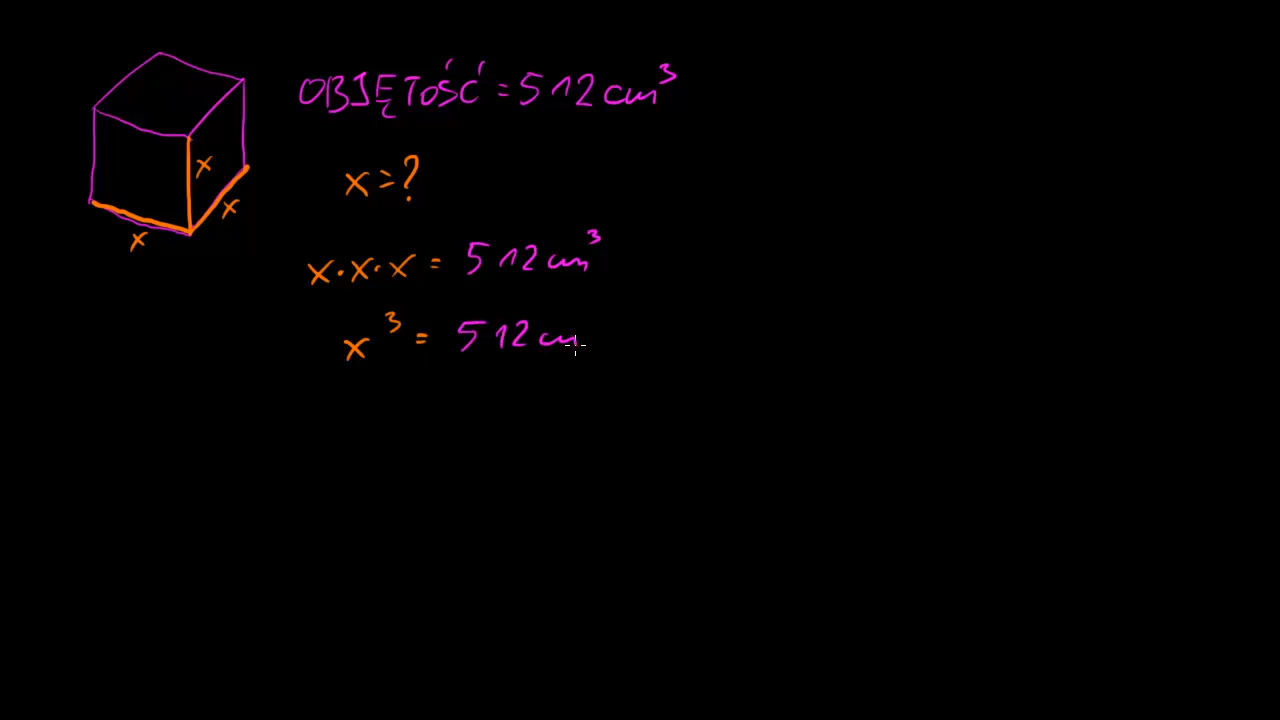 OBJĘTOŚĆ = 512 cm³
x = ?
x
x
x
x · x · x = 512 cm³
x³ = 512 cm